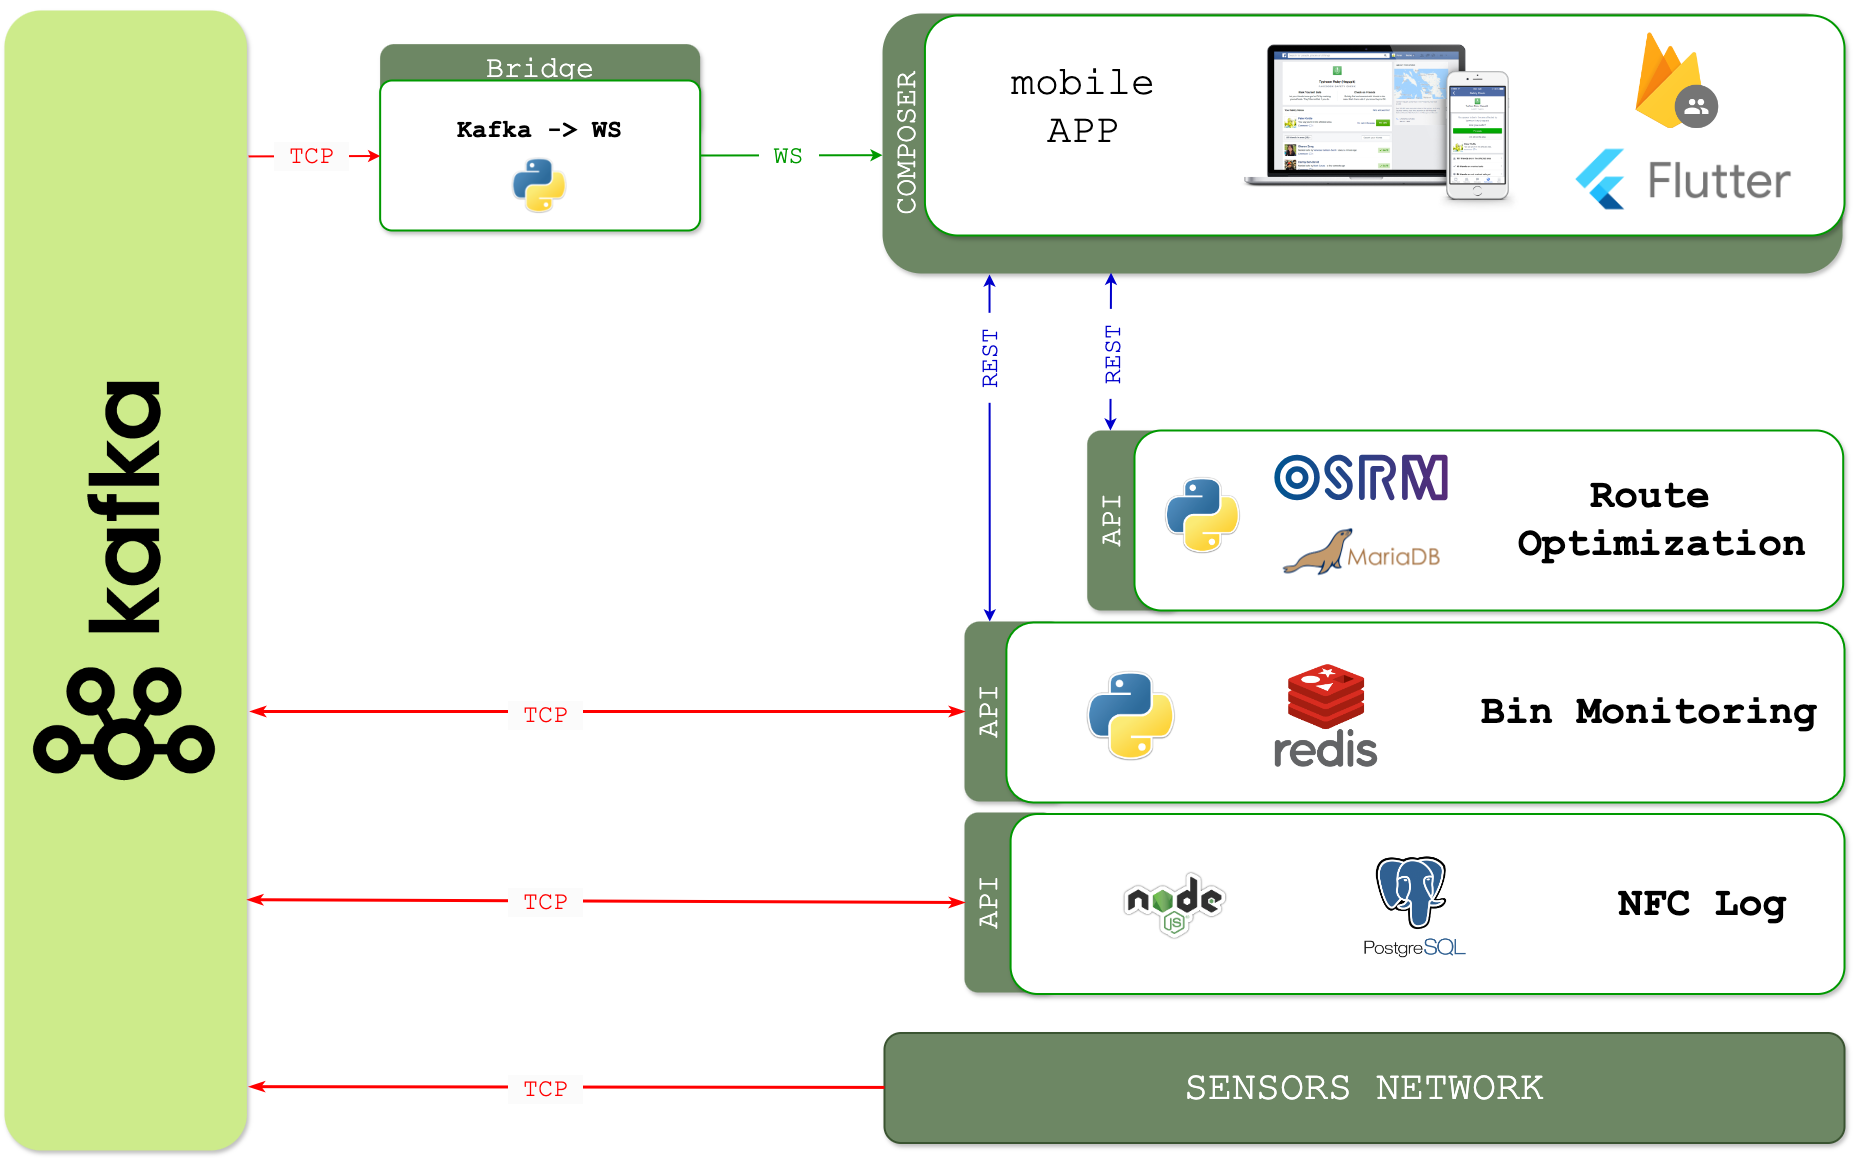 kafka
Bridge
Kafka -> WS
TCP
WS
COMPOSER
mobile
APP
Flutter
REST
REST
API
OSRM
MariaDB
Route
Optimization
API
redis
Bin Monitoring
TCP
API
node
JS
PostgreSQL
NFC Log
TCP
SENSORS NETWORK
TCP